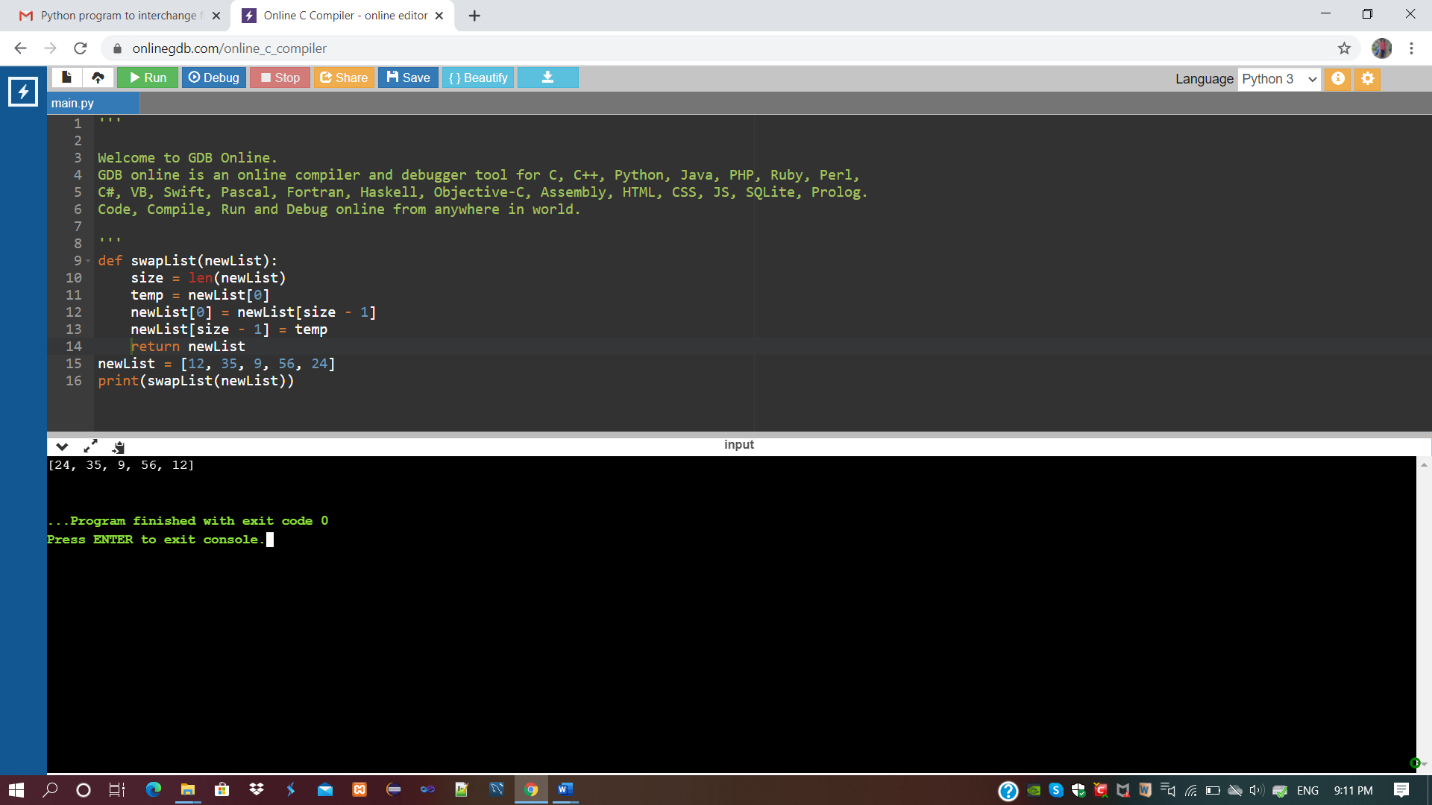 Python program to interchange f
Online C Compiler - online editor
onlinegdb.com/online_c_compiler
Run Debug Stop Share Save { } Beautify
Language Python 3
main.py
1 '''
2
3 Welcome to GDB Online.
4 GDB online is an online compiler and debugger tool for C, C++, Python, Java, PHP, Ruby, Perl,
5 C#, VB, Swift, Pascal, Fortran, Haskell, Objective-C, Assembly, HTML, CSS, JS, SQLite, Prolog.
6 Code, Compile, Run and Debug online from anywhere in world.
7
8 '''
9 def swapList(newList):
10 size = len(newList)
11 temp = newList[0]
12 newList[0] = newList[size - 1]
13 newList[size - 1] = temp
14 return newList
15 newList = [12, 35, 9, 56, 24]
16 print(swapList(newList))
input
[24, 35, 9, 56, 12]
...Program finished with exit code 0
Press ENTER to exit console.
ENG 9:11 PM